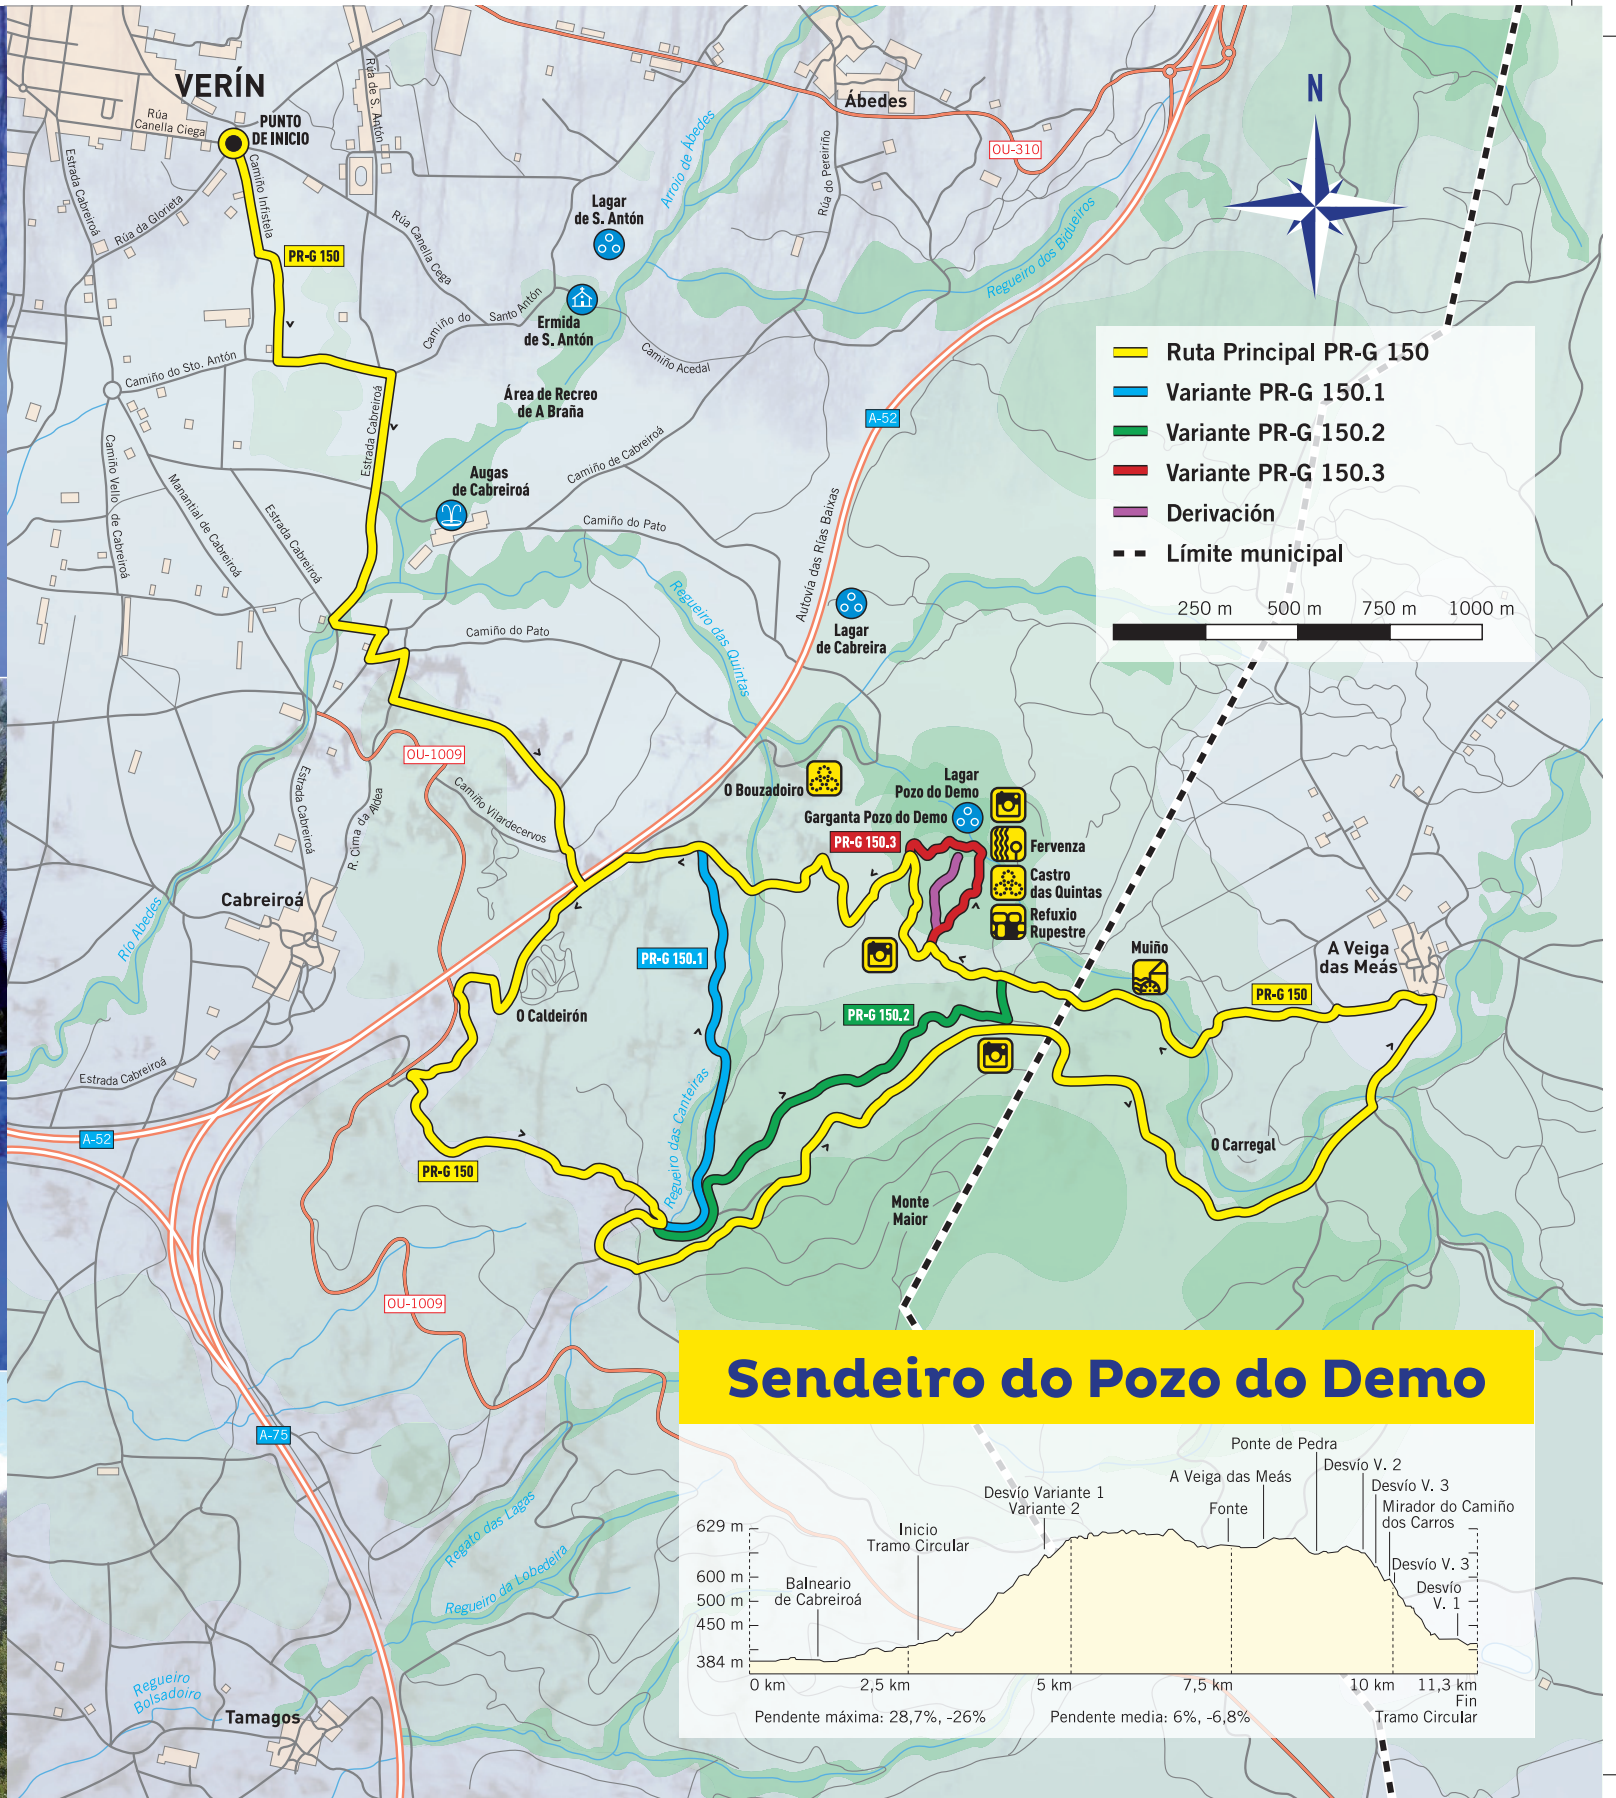 VERÍN
Rúa
Canella Ciega
PUNTO
DE INICIO
Rúa de S. Antón
Ábedes
OU-310
N
Estrada Cabreiroá
Camiño Infistela
Rúa da Glorieta
PR-G 150
Rúa Canella Cega
Lagar
de S. Antón
Arroio de Ábedes
Rúa do Pereiriño
Regueiro dos Bidueiros
Camiño do Santo Antón
Ermida
de S. Antón
Camiño Acedal
Camiño do Sto. Antón
Área de Recreo
de A Braña
Estrada Cabreiroá
A-52
Camiño Vello de Cabreiroá
Manantial de Cabreiroá
Estrada Cabreiroá
Augas
de Cabreiroá
Camiño de Cabreiroá
Camiño do Pato
Autovía das Rías Baixas
Regueiro das Quintas
Lagar
de Cabreira
Camiño do Pato
Ruta Principal PR-G 150
Variante PR-G 150.1
Variante PR-G 150.2
Variante PR-G 150.3
Derivación
Límite municipal
250 m 500 m 750 m 1000 m
OU-1009
Camiño Vilardecervos
Estrada Cabreiroá
R. Cima da Aldea
O Bouzadoiro
Lagar
Pozo do Demo
Garganta Pozo do Demo
PR-G 150.3
Fervenza
Castro
das Quintas
Refuxio
Rupestre
Cabreiroá
Río Abedes
PR-G 150.1
O Caldeirón
Muiño
A Veiga
das Meás
PR-G 150
PR-G 150.2
Estrada Cabreiroá
A-52
Regueiro das Canteiras
PR-G 150
O Carregal
Monte
Maior
OU-1009
A-75
Regato das Lagas
Regueiro da Lobedeira
Regueiro
Bolsadoiro
Tamagos
Sendeiro do Pozo do Demo
Ponte de Pedra
Desvío V. 2
A Veiga das Meás
Desvío V. 3
Desvío Variante 1
Variante 2
Fonte
Mirador do Camiño
dos Carros
Inicio
Tramo Circular
Desvío V. 3
Balneario
de Cabreiroá
Desvío
V. 1
629 m
600 m
500 m
450 m
384 m
0 km 2,5 km 5 km 7,5 km 10 km 11,3 km
Fin
Tramo Circular
Pendente máxima: 28,7%, -26%
Pendente media: 6%, -6,8%